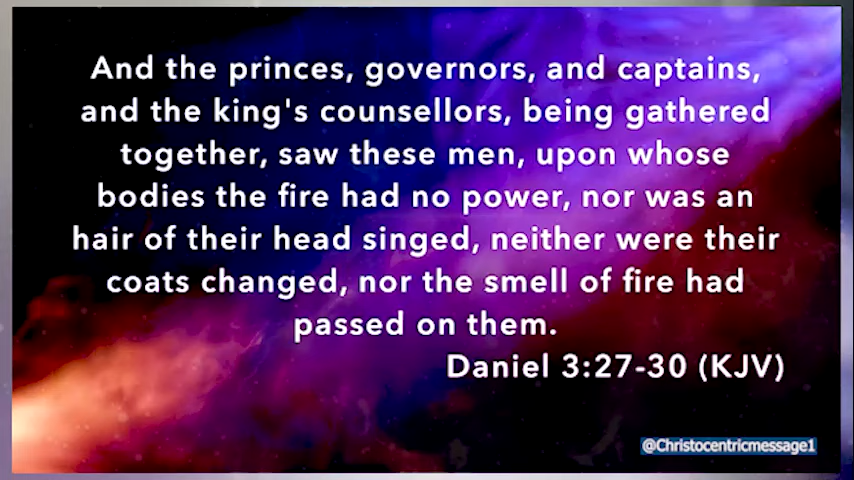 And the princes, governors, and captains,
and the king's counsellors, being gathered
together, saw these men, upon whose
bodies the fire had no power, nor was an
hair of their head singed, neither were their
coats changed, nor the smell of fire had
passed on them.
Daniel 3:27-30 (KJV)
@Christocentricmessage1